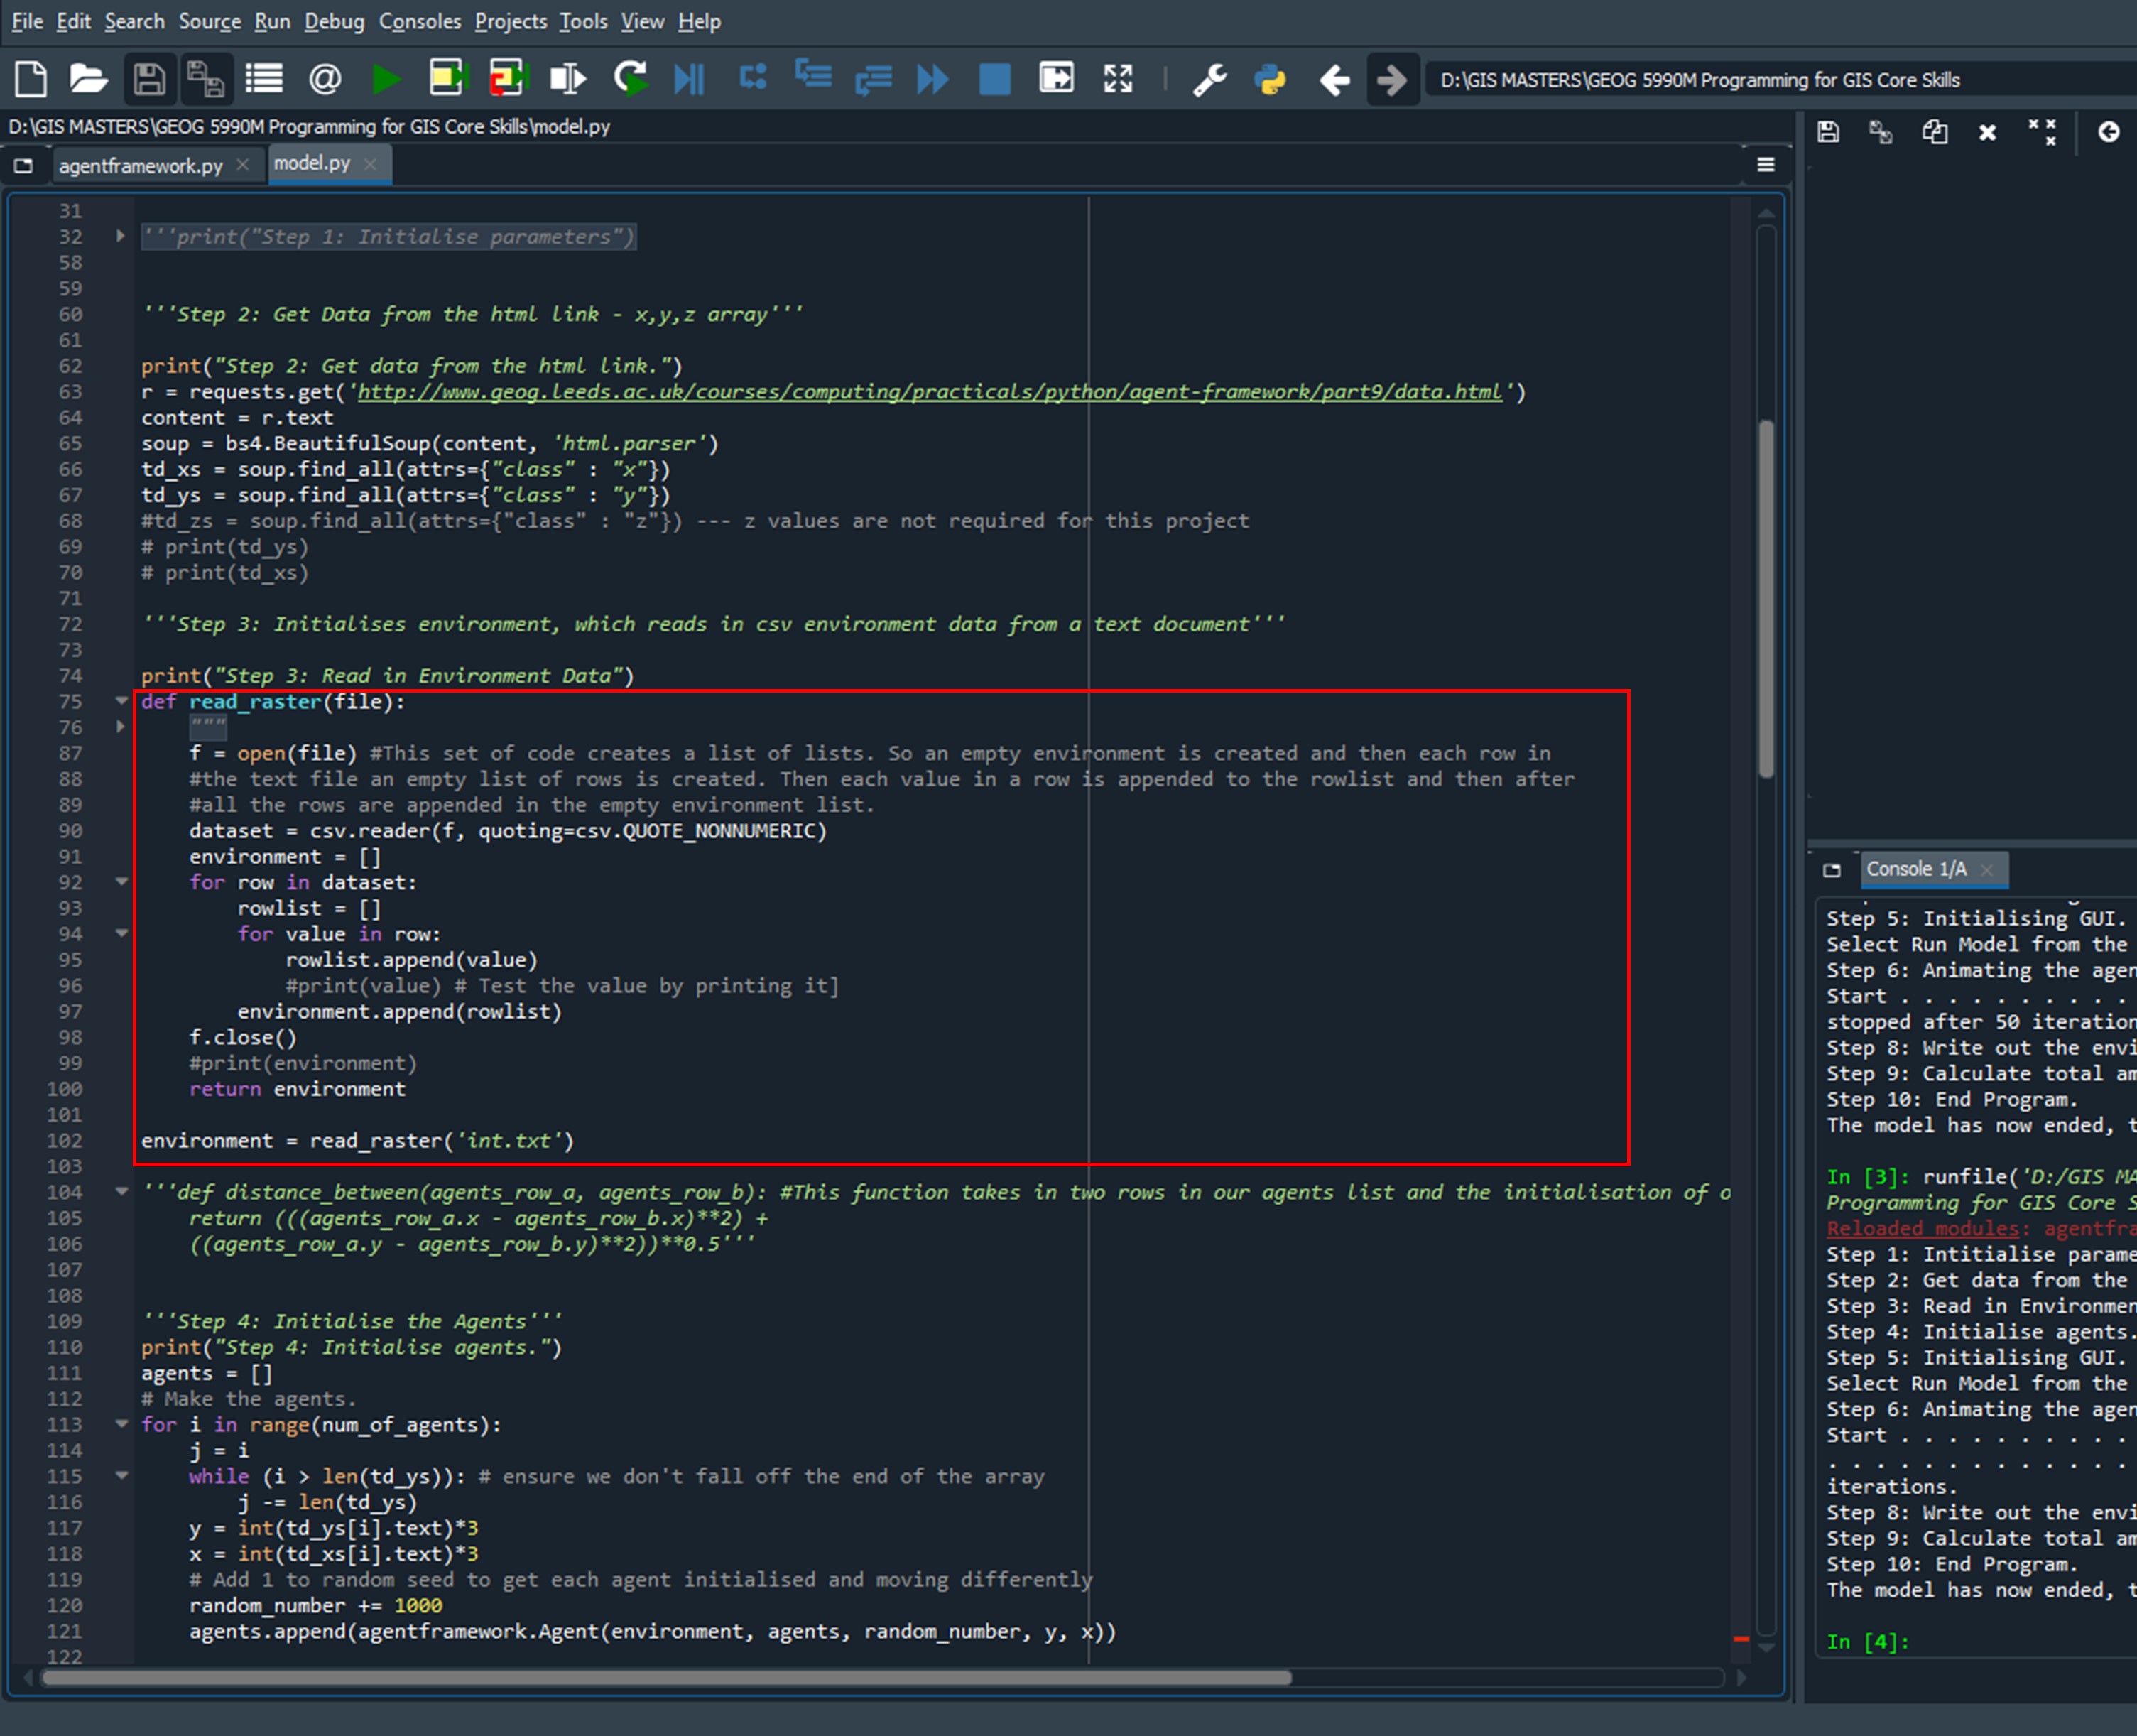 File Edit Search Source Run Debug Consoles Projects Tools View Help
D:\GIS MASTERS\GEOG 5990M Programming for GIS Core Skills
D:\GIS MASTERS\GEOG 5990M Programming for GIS Core Skills\model.py
agentframework.py
model.py
31
32 '''print("Step 1: Initialise parameters")
58
59
60 '''Step 2: Get Data from the html link - x,y,z array'''
61
62 print("Step 2: Get data from the html link.")
63 r = requests.get('http://www.geog.leeds.ac.uk/courses/computing/practicals/python/agent-framework/part9/data.html')
64 content = r.text
65 soup = bs4.BeautifulSoup(content, 'html.parser')
66 td_xs = soup.find_all(attrs={"class" : "x"})
67 td_ys = soup.find_all(attrs={"class" : "y"})
68 #td_zs = soup.find_all(attrs={"class" : "z"}) --- z values are not required for this project
69 # print(td_ys)
70 # print(td_xs)
71
72 '''Step 3: Initialises environment, which reads in csv environment data from a text document'''
73
74 print("Step 3: Read in Environment Data")
75 def read_raster(file):
76 """
87 f = open(file) #This set of code creates a list of lists. So an empty environment is created and then each row in
88 #the text file an empty list of rows is created. Then each value in a row is appended to the rowlist and then after
89 #all the rows are appended in the empty environment list.
90 dataset = csv.reader(f, quoting=csv.QUOTE_NONNUMERIC)
91 environment = []
92 for row in dataset:
93 rowlist = []
94 for value in row:
95 rowlist.append(value)
96 #print(value) # Test the value by printing it]
97 environment.append(rowlist)
98 f.close()
99 #print(environment)
100 return environment
101
102 environment = read_raster('int.txt')
103
104 '''def distance_between(agents_row_a, agents_row_b): #This function takes in two rows in our agents list and the initialisation of o
105 return (((agents_row_a.x - agents_row_b.x)**2) +
106 ((agents_row_a.y - agents_row_b.y)**2))**0.5'''
107
108
109 '''Step 4: Initialise the Agents'''
110 print("Step 4: Initialise agents.")
111 agents = []
112 # Make the agents.
113 for i in range(num_of_agents):
114 j = i
115 while (i > len(td_ys)): # ensure we don't fall off the end of the array
116 j -= len(td_ys)
117 y = int(td_ys[i].text)*3
118 x = int(td_xs[i].text)*3
119 # Add 1 to random seed to get each agent initialised and moving differently
120 random_number += 1000
121 agents.append(agentframework.Agent(environment, agents, random_number, y, x))
122
Console 1/A
Step 5: Initialising GUI.
Select Run Model from the
Step 6: Animating the agen
Start . . . . . . . . . .
stopped after 50 iteration
Step 8: Write out the envi
Step 9: Calculate total am
Step 10: End Program.
The model has now ended, t
In [3]: runfile('D:/GIS MA
Programming for GIS Core S
Reloaded modules: agentfra
Step 1: Intitialise parame
Step 2: Get data from the
Step 3: Read in Environmen
Step 4: Initialise agents.
Step 5: Initialising GUI.
Select Run Model from the
Step 6: Animating the agen
Start . . . . . . . . . .
. . . . . . . . . . . . .
iterations.
Step 8: Write out the envi
Step 9: Calculate total am
Step 10: End Program.
The model has now ended, t
In [4]: